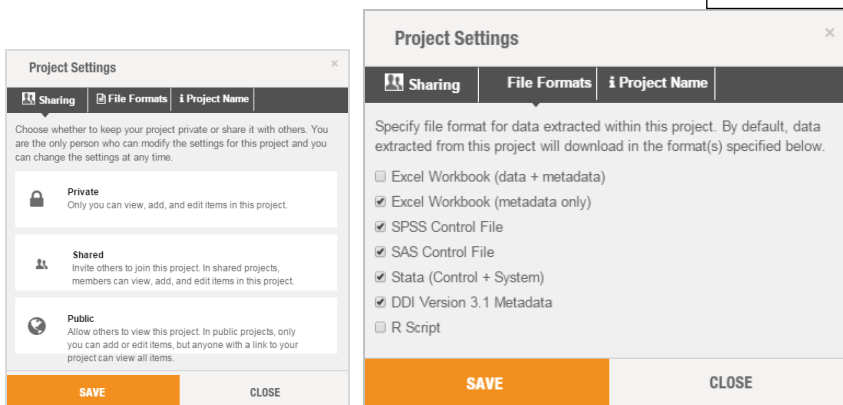 Project Settings
×
Sharing
File Formats
i Project Name
Choose whether to keep your project private or share it with others. You
are the only person who can modify the settings for this project and you
can change the settings at any time.
Private
Only you can view, add, and edit items in this project.
Shared
Invite others to join this project. In shared projects,
members can view, add, and edit items in this project.
Public
Allow others to view this project. In public projects, only
you can add or edit items, but anyone with a link to your
project can view all items.
SAVE
CLOSE
Project Settings
×
Sharing
File Formats
i Project Name
Specify file format for data extracted within this project. By default, data
extracted from this project will download in the format(s) specified below.
Excel Workbook (data + metadata)
Excel Workbook (metadata only)
SPSS Control File
SAS Control File
Stata (Control + System)
DDI Version 3.1 Metadata
R Script
SAVE
CLOSE